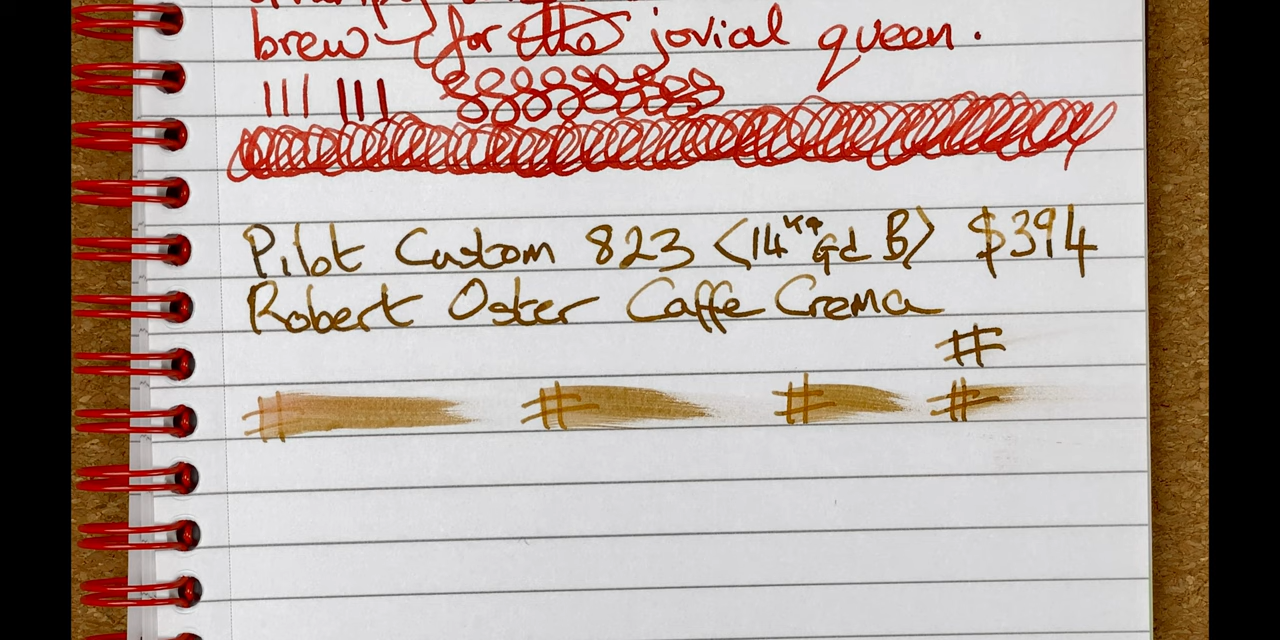 brew for the jovial queen.
Pilot Custom 823 <14kt Gd B> $394
Robert Oster Caffe Crema
#
# # # #